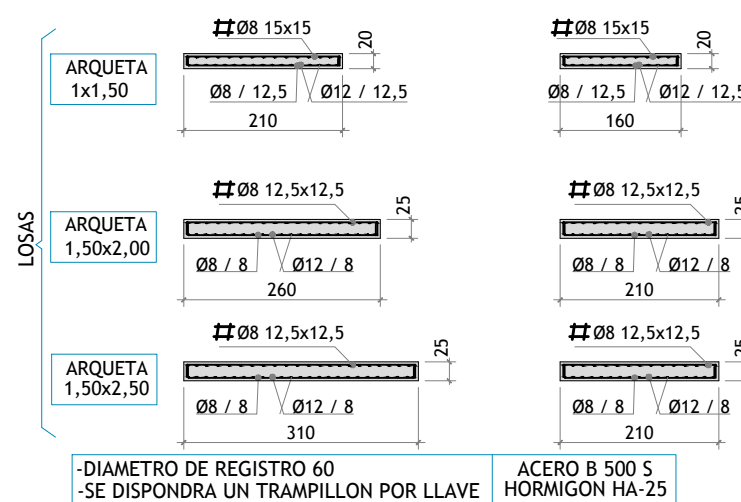 LOSAS
ARQUETA
1x1,50
Ø8 15x15
20
Ø8 / 12,5
Ø12 / 12,5
210
Ø8 15x15
20
Ø8 / 12,5
Ø12 / 12,5
160
ARQUETA
1,50x2,00
Ø8 12,5x12,5
25
Ø8 / 8
Ø12 / 8
260
Ø8 12,5x12,5
25
Ø8 / 8
Ø12 / 8
210
ARQUETA
1,50x2,50
Ø8 12,5x12,5
25
Ø8 / 8
Ø12 / 8
310
Ø8 12,5x12,5
25
Ø8 / 8
Ø12 / 8
210
-DIAMETRO DE REGISTRO 60
-SE DISPONDRA UN TRAMPILLON POR LLAVE
ACERO B 500 S
HORMIGON HA-25